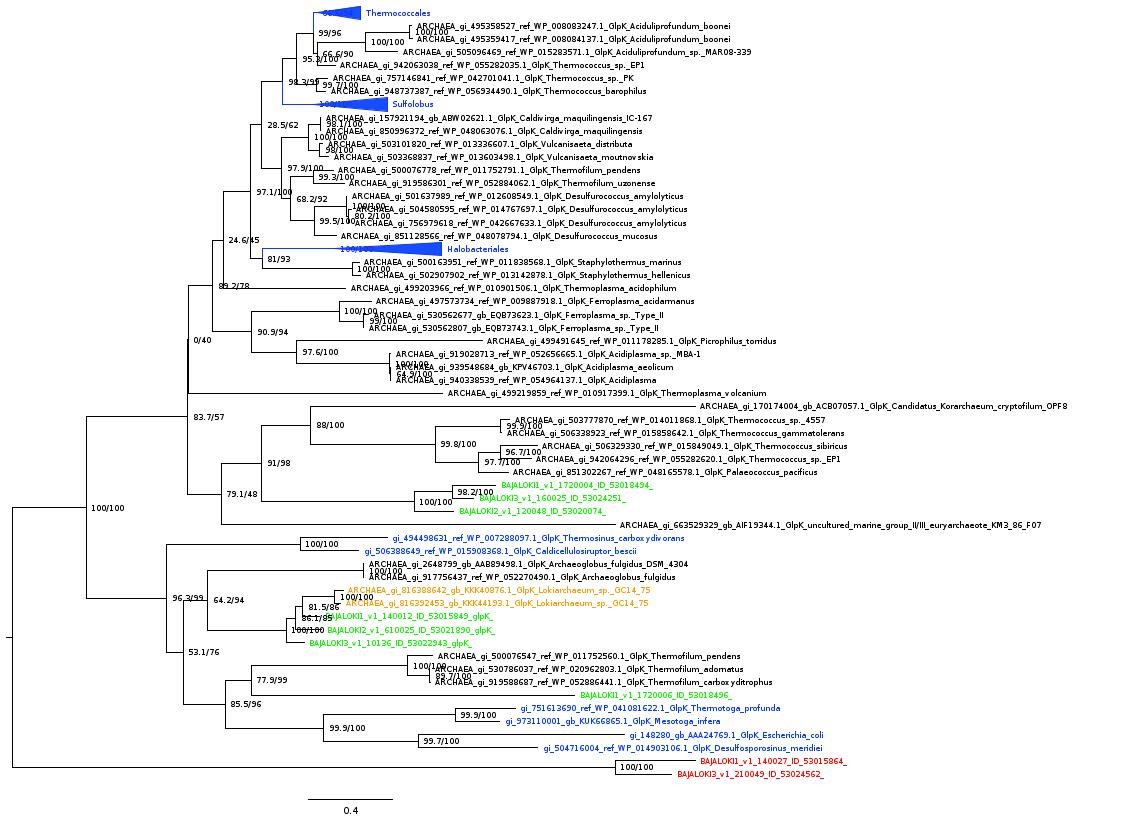 Thermococcales
ARCHAEA_gi_495358527_ref_WP_008083247.1_GlpK_Aciduliprofundum_boonei
99/96
100/100
100/100
ARCHAEA_gi_495359417_ref_WP_008084137.1_GlpK_Aciduliprofundum_boonei
66.6/90
ARCHAEA_gi_505096469_ref_WP_015283571.1_GlpK_Aciduliprofundum_sp._MAR08-339
95.3/100
ARCHAEA_gi_942063038_ref_WP_055282035.1_GlpK_Thermococcus_sp._EP1
98.3/99
ARCHAEA_gi_757146841_ref_WP_042701041.1_GlpK_Thermococcus_sp._PK
99.7/100
ARCHAEA_gi_948737387_ref_WP_056934490.1_GlpK_Thermococcus_barophilus
100/100
Sulfolobus
ARCHAEA_gi_157921194_gb_ABW02621.1_GlpK_Caldivirga_maquilingensis_IC-167
28.5/62
98.1/100
ARCHAEA_gi_850996372_ref_WP_048063076.1_GlpK_Caldivirga_maquilingensis
100/100
ARCHAEA_gi_503101820_ref_WP_013336607.1_GlpK_Vulcanisaeta_distributa
98/100
ARCHAEA_gi_503368837_ref_WP_013603498.1_GlpK_Vulcanisaeta_moutnovskia
97.9/100
ARCHAEA_gi_500076778_ref_WP_011752791.1_GlpK_Thermofilum_pendens
99.3/100
ARCHAEA_gi_919586301_ref_WP_052884062.1_GlpK_Thermofilum_uzonense
97.1/100
68.2/92
ARCHAEA_gi_501637989_ref_WP_012608549.1_GlpK_Desulfurococcus_amylolyticus
100/100
ARCHAEA_gi_504580595_ref_WP_014767697.1_GlpK_Desulfurococcus_amylolyticus
80.2/100
99.5/100
ARCHAEA_gi_756979618_ref_WP_042667633.1_GlpK_Desulfurococcus_amylolyticus
ARCHAEA_gi_851128566_ref_WP_048078794.1_GlpK_Desulfurococcus_mucosus
24.6/45
100/100
Halobacteriales
81/93
ARCHAEA_gi_500163951_ref_WP_011838568.1_GlpK_Staphylothermus_marinus
100/100
ARCHAEA_gi_502907902_ref_WP_013142878.1_GlpK_Staphylothermus_hellenicus
89.2/78
ARCHAEA_gi_499203966_ref_WP_010901506.1_GlpK_Thermoplasma_acidophilum
ARCHAEA_gi_497573734_ref_WP_009887918.1_GlpK_Ferroplasma_acidarmanus
100/100
ARCHAEA_gi_530562677_gb_EQB73623.1_GlpK_Ferroplasma_sp._Type_II
99/100
90.9/94
ARCHAEA_gi_530562807_gb_EQB73743.1_GlpK_Ferroplasma_sp._Type_II
0/40
ARCHAEA_gi_499491645_ref_WP_011178285.1_GlpK_Picrophilus_torridus
97.6/100
ARCHAEA_gi_919028713_ref_WP_052656665.1_GlpK_Acidiplasma_sp._MBA-1
100/100
ARCHAEA_gi_939548684_gb_KPV46703.1_GlpK_Acidiplasma_aeolicum
64.9/100
ARCHAEA_gi_940338539_ref_WP_054964137.1_GlpK_Acidiplasma
ARCHAEA_gi_499219859_ref_WP_010917399.1_GlpK_Thermoplasma_volcanium
ARCHAEA_gi_170174004_gb_ACB07057.1_GlpK_Candidatus_Korarchaeum_cryptofilum_OPF8
83.7/57
88/100
ARCHAEA_gi_503777870_ref_WP_014011868.1_GlpK_Thermococcus_sp._4557
99.9/100
ARCHAEA_gi_506338923_ref_WP_015858642.1_GlpK_Thermococcus_gammatolerans
99.8/100
ARCHAEA_gi_506329330_ref_WP_015849049.1_GlpK_Thermococcus_sibiricus
96.7/100
ARCHAEA_gi_942064296_ref_WP_055282620.1_GlpK_Thermococcus_sp._EP1
97.7/100
91/98
ARCHAEA_gi_851302267_ref_WP_048165578.1_GlpK_Palaeococcus_pacificus
BAJALOKI1_v1_1720004_ID_53018494_
98.2/100
79.1/48
BAJALOKI3_v1_160025_ID_53024251_
100/100
100/100
BAJALOKI2_v1_120048_ID_53020074_
ARCHAEA_gi_663529329_gb_AIF19344.1_GlpK_uncultured_marine_group_II/III_euryarchaeote_KM3_86_F07
gi_494498631_ref_WP_007288097.1_GlpK_Thermosinus_carboxydivorans
100/100
gi_506388649_ref_WP_015908368.1_GlpK_Caldicellulosiruptor_bescii
ARCHAEA_gi_2648799_gb_AAB89498.1_GlpK_Archaeoglobus_fulgidus_DSM_4304
100/100
ARCHAEA_gi_917756437_ref_WP_052270490.1_GlpK_Archaeoglobus_fulgidus
ARCHAEA_gi_816388642_gb_KKK40876.1_GlpK_Lokiarchaeum_sp._GC14_75
96.3/99
64.2/94
100/100
ARCHAEA_gi_816392453_gb_KKK44193.1_GlpK_Lokiarchaeum_sp._GC14_75
81.5/86
BAJALOKI1_v1_140012_ID_53015849_glpK_
86.1/85
100/100
BAJALOKI2_v1_610025_ID_53021890_glpK_
BAJALOKI3_v1_10136_ID_53022943_glpK_
53.1/76
ARCHAEA_gi_500076547_ref_WP_011752560.1_GlpK_Thermofilum_pendens
100/100
ARCHAEA_gi_530786037_ref_WP_020962803.1_GlpK_Thermofilum_adornatus
89.7/100
77.9/99
ARCHAEA_gi_919588687_ref_WP_052886441.1_GlpK_Thermofilum_carboxyditrophus
BAJALOKI1_v1_1720006_ID_53018496_
85.5/96
gi_751613690_ref_WP_041081622.1_GlpK_Thermotoga_profunda
99.9/100
gi_973110001_gb_KUK66865.1_GlpK_Mesotoga_infera
99.9/100
gi_148280_gb_AAA24769.1_GlpK_Escherichia_coli
99.7/100
gi_504716004_ref_WP_014903106.1_GlpK_Desulfosporosinus_meridiei
BAJALOKI1_v1_140027_ID_53015864_
100/100
BAJALOKI3_v1_210049_ID_53024562_
0.4